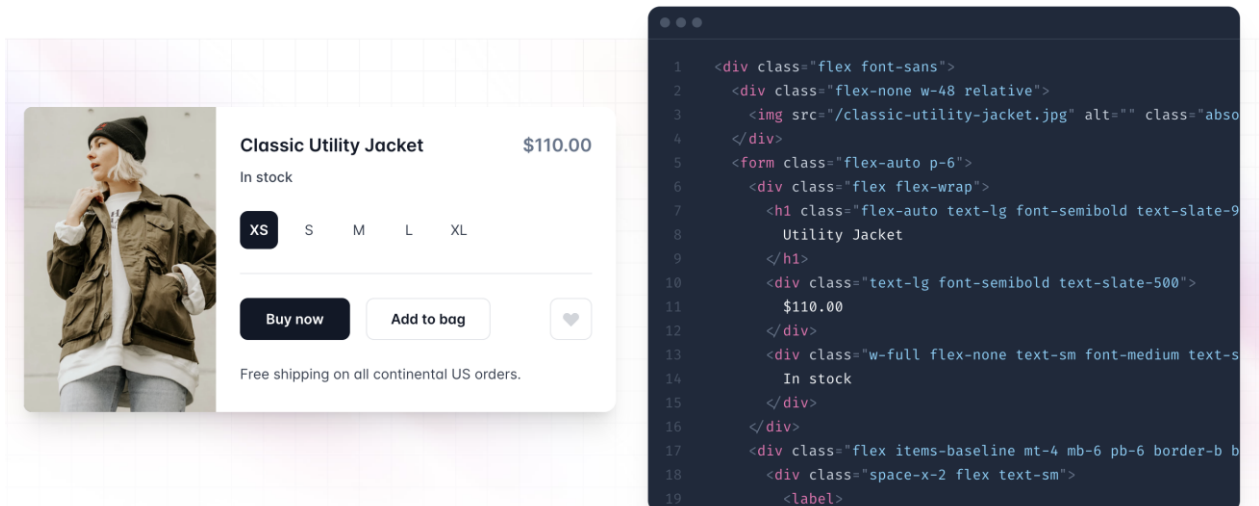 Classic Utility Jacket $110.00
In stock
XS S M L XL
Buy now Add to bag
Free shipping on all continental US orders.
1 <div class="flex font-sans">
2 <div class="flex-none w-48 relative">
3 <img src="/classic-utility-jacket.jpg" alt="" class="abso
4 </div>
5 <form class="flex-auto p-6">
6 <div class="flex flex-wrap">
7 <h1 class="flex-auto text-lg font-semibold text-slate-9
8 Utility Jacket
9 </h1>
10 <div class="text-lg font-semibold text-slate-500">
11 $110.00
12 </div>
13 <div class="w-full flex-none text-sm font-medium text-s
14 In stock
15 </div>
16 </div>
17 <div class="flex items-baseline mt-4 mb-6 pb-6 border-b b
18 <div class="space-x-2 flex text-sm">
19 <label>